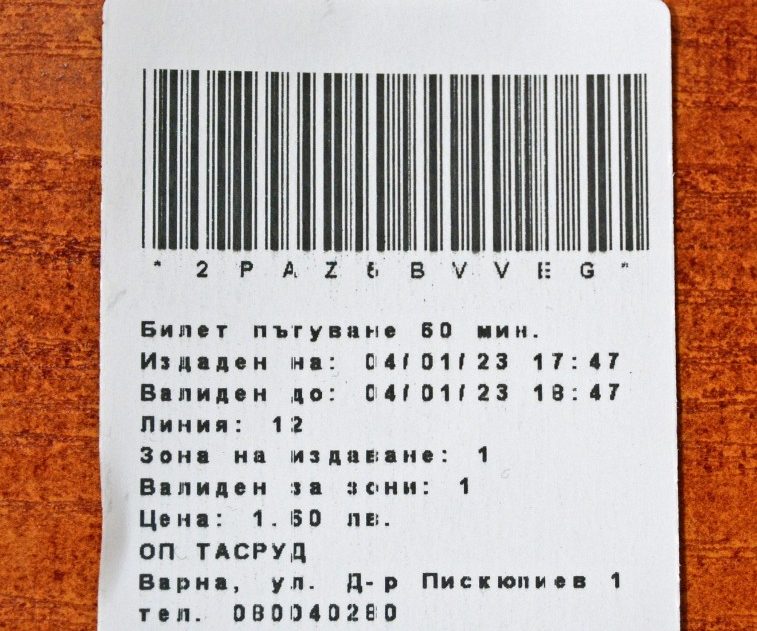 *2PAZ6BVVEG*
Билет пътуване 60 мин.
Издаден на: 04/01/23 17:47
Валиден до: 04/01/23 18:47
Линия: 12
Зона на издаване: 1
Валиден за зони: 1
Цена: 1.60 лв.
ОП ТАСРУД
Варна, ул. Д-р Пискюлиев 1
тел. 080040280